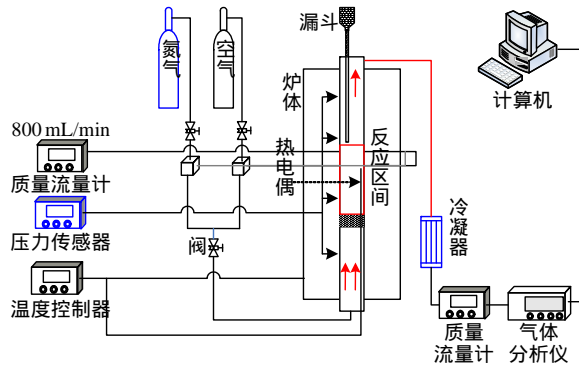 漏斗
氮气
空气
炉体
计算机
800 mL/min
质量流量计
热电偶
反应区间
压力传感器
阀
冷凝器
温度控制器
质量
流量计
气体
分析仪